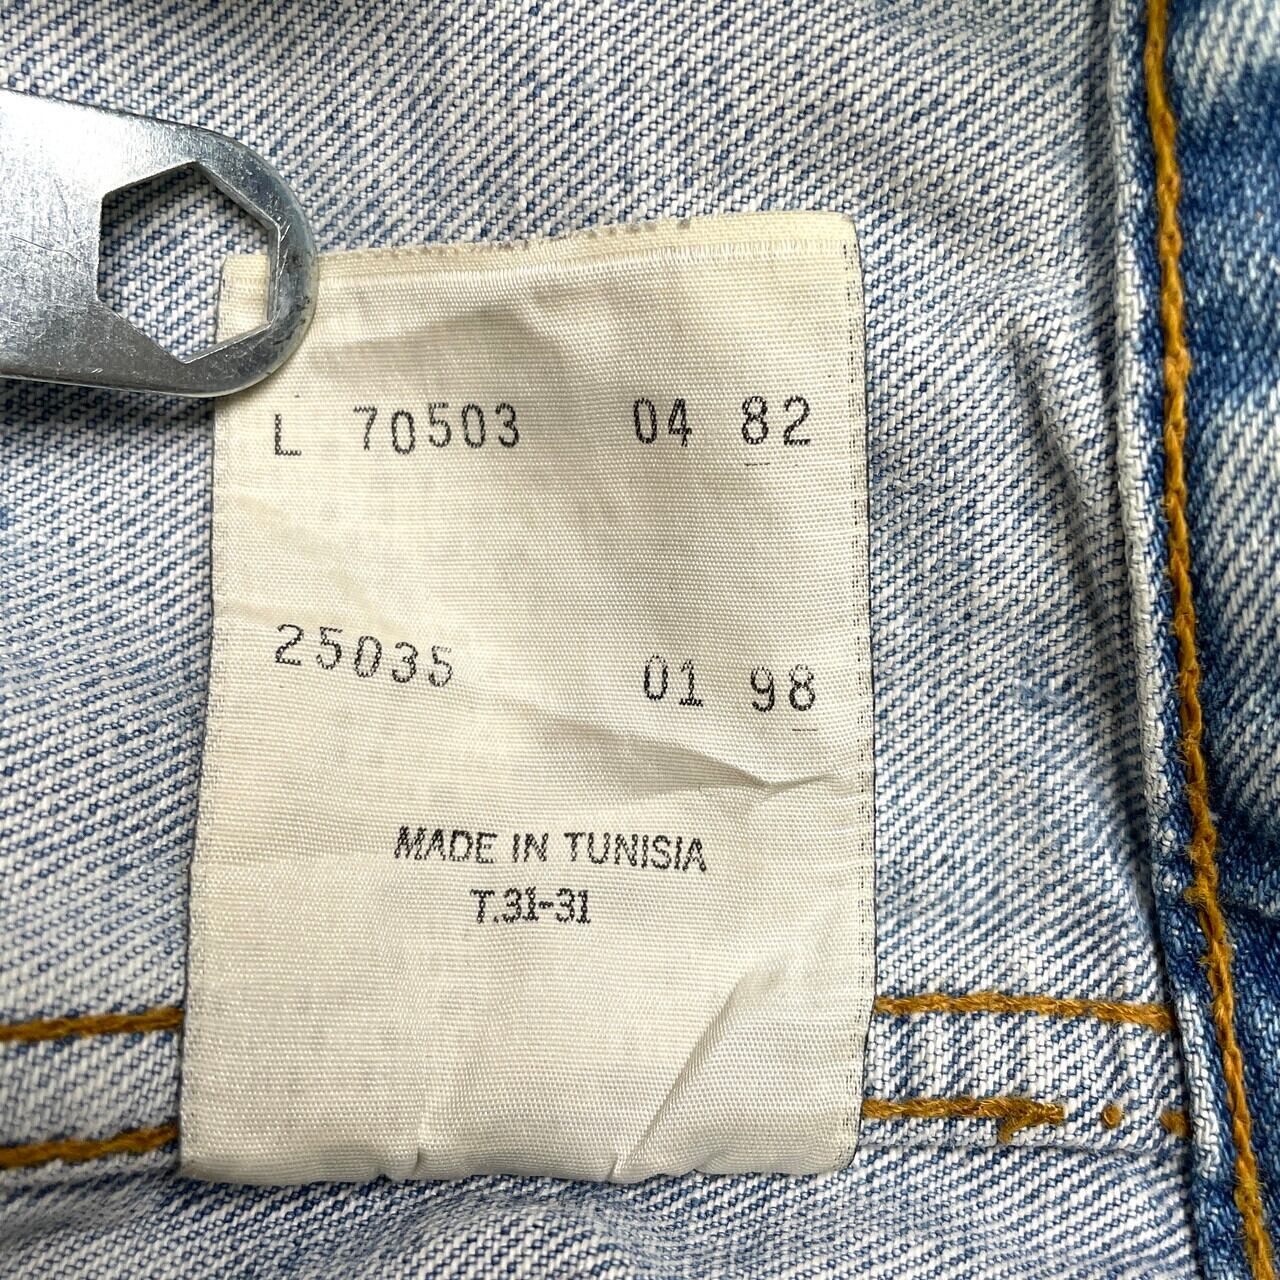 L 70503 04 82
25035 01 98
MADE IN TUNISIA
T.31-31